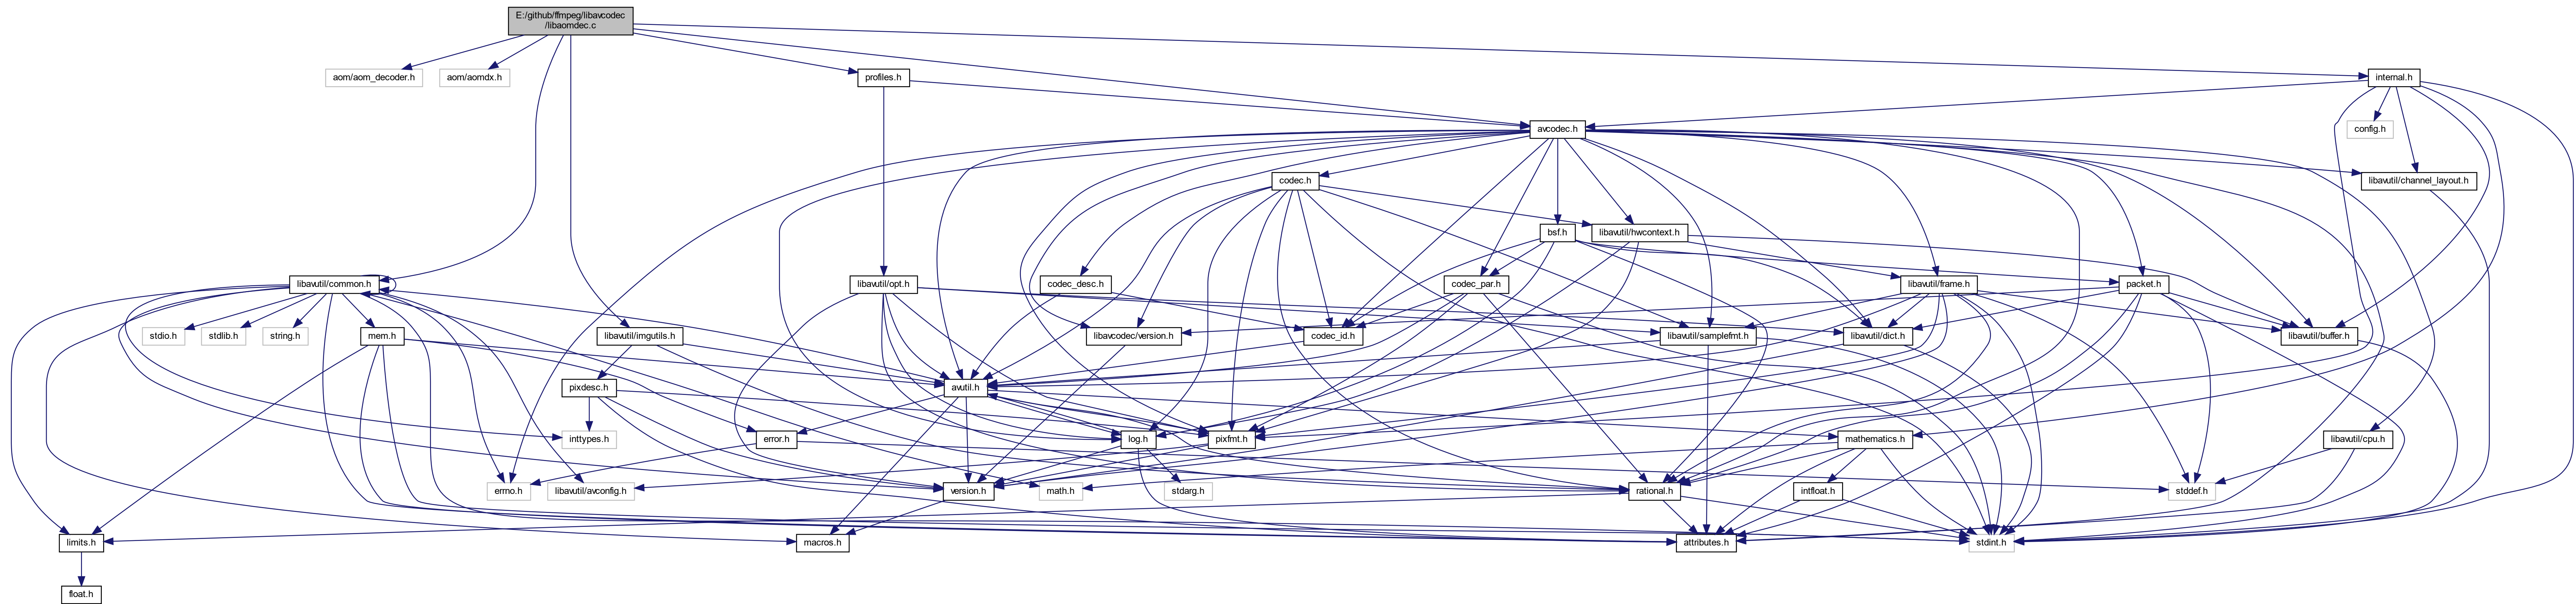 E:/github/ffmpeg/libavcodec
/libaomdec.c
aom/aom_decoder.h
aom/aomdx.h
profiles.h
internal.h
avcodec.h
config.h
codec.h
libavutil/channel_layout.h
bsf.h
libavutil/hwcontext.h
libavutil/common.h
libavutil/opt.h
codec_desc.h
codec_par.h
libavutil/frame.h
packet.h
stdio.h
stdlib.h
string.h
mem.h
libavutil/imgutils.h
libavcodec/version.h
codec_id.h
libavutil/samplefmt.h
libavutil/dict.h
libavutil/buffer.h
pixdesc.h
avutil.h
inttypes.h
error.h
log.h
pixfmt.h
mathematics.h
libavutil/cpu.h
errno.h
libavutil/avconfig.h
version.h
math.h
stdarg.h
rational.h
intfloat.h
stddef.h
limits.h
macros.h
attributes.h
stdint.h
float.h